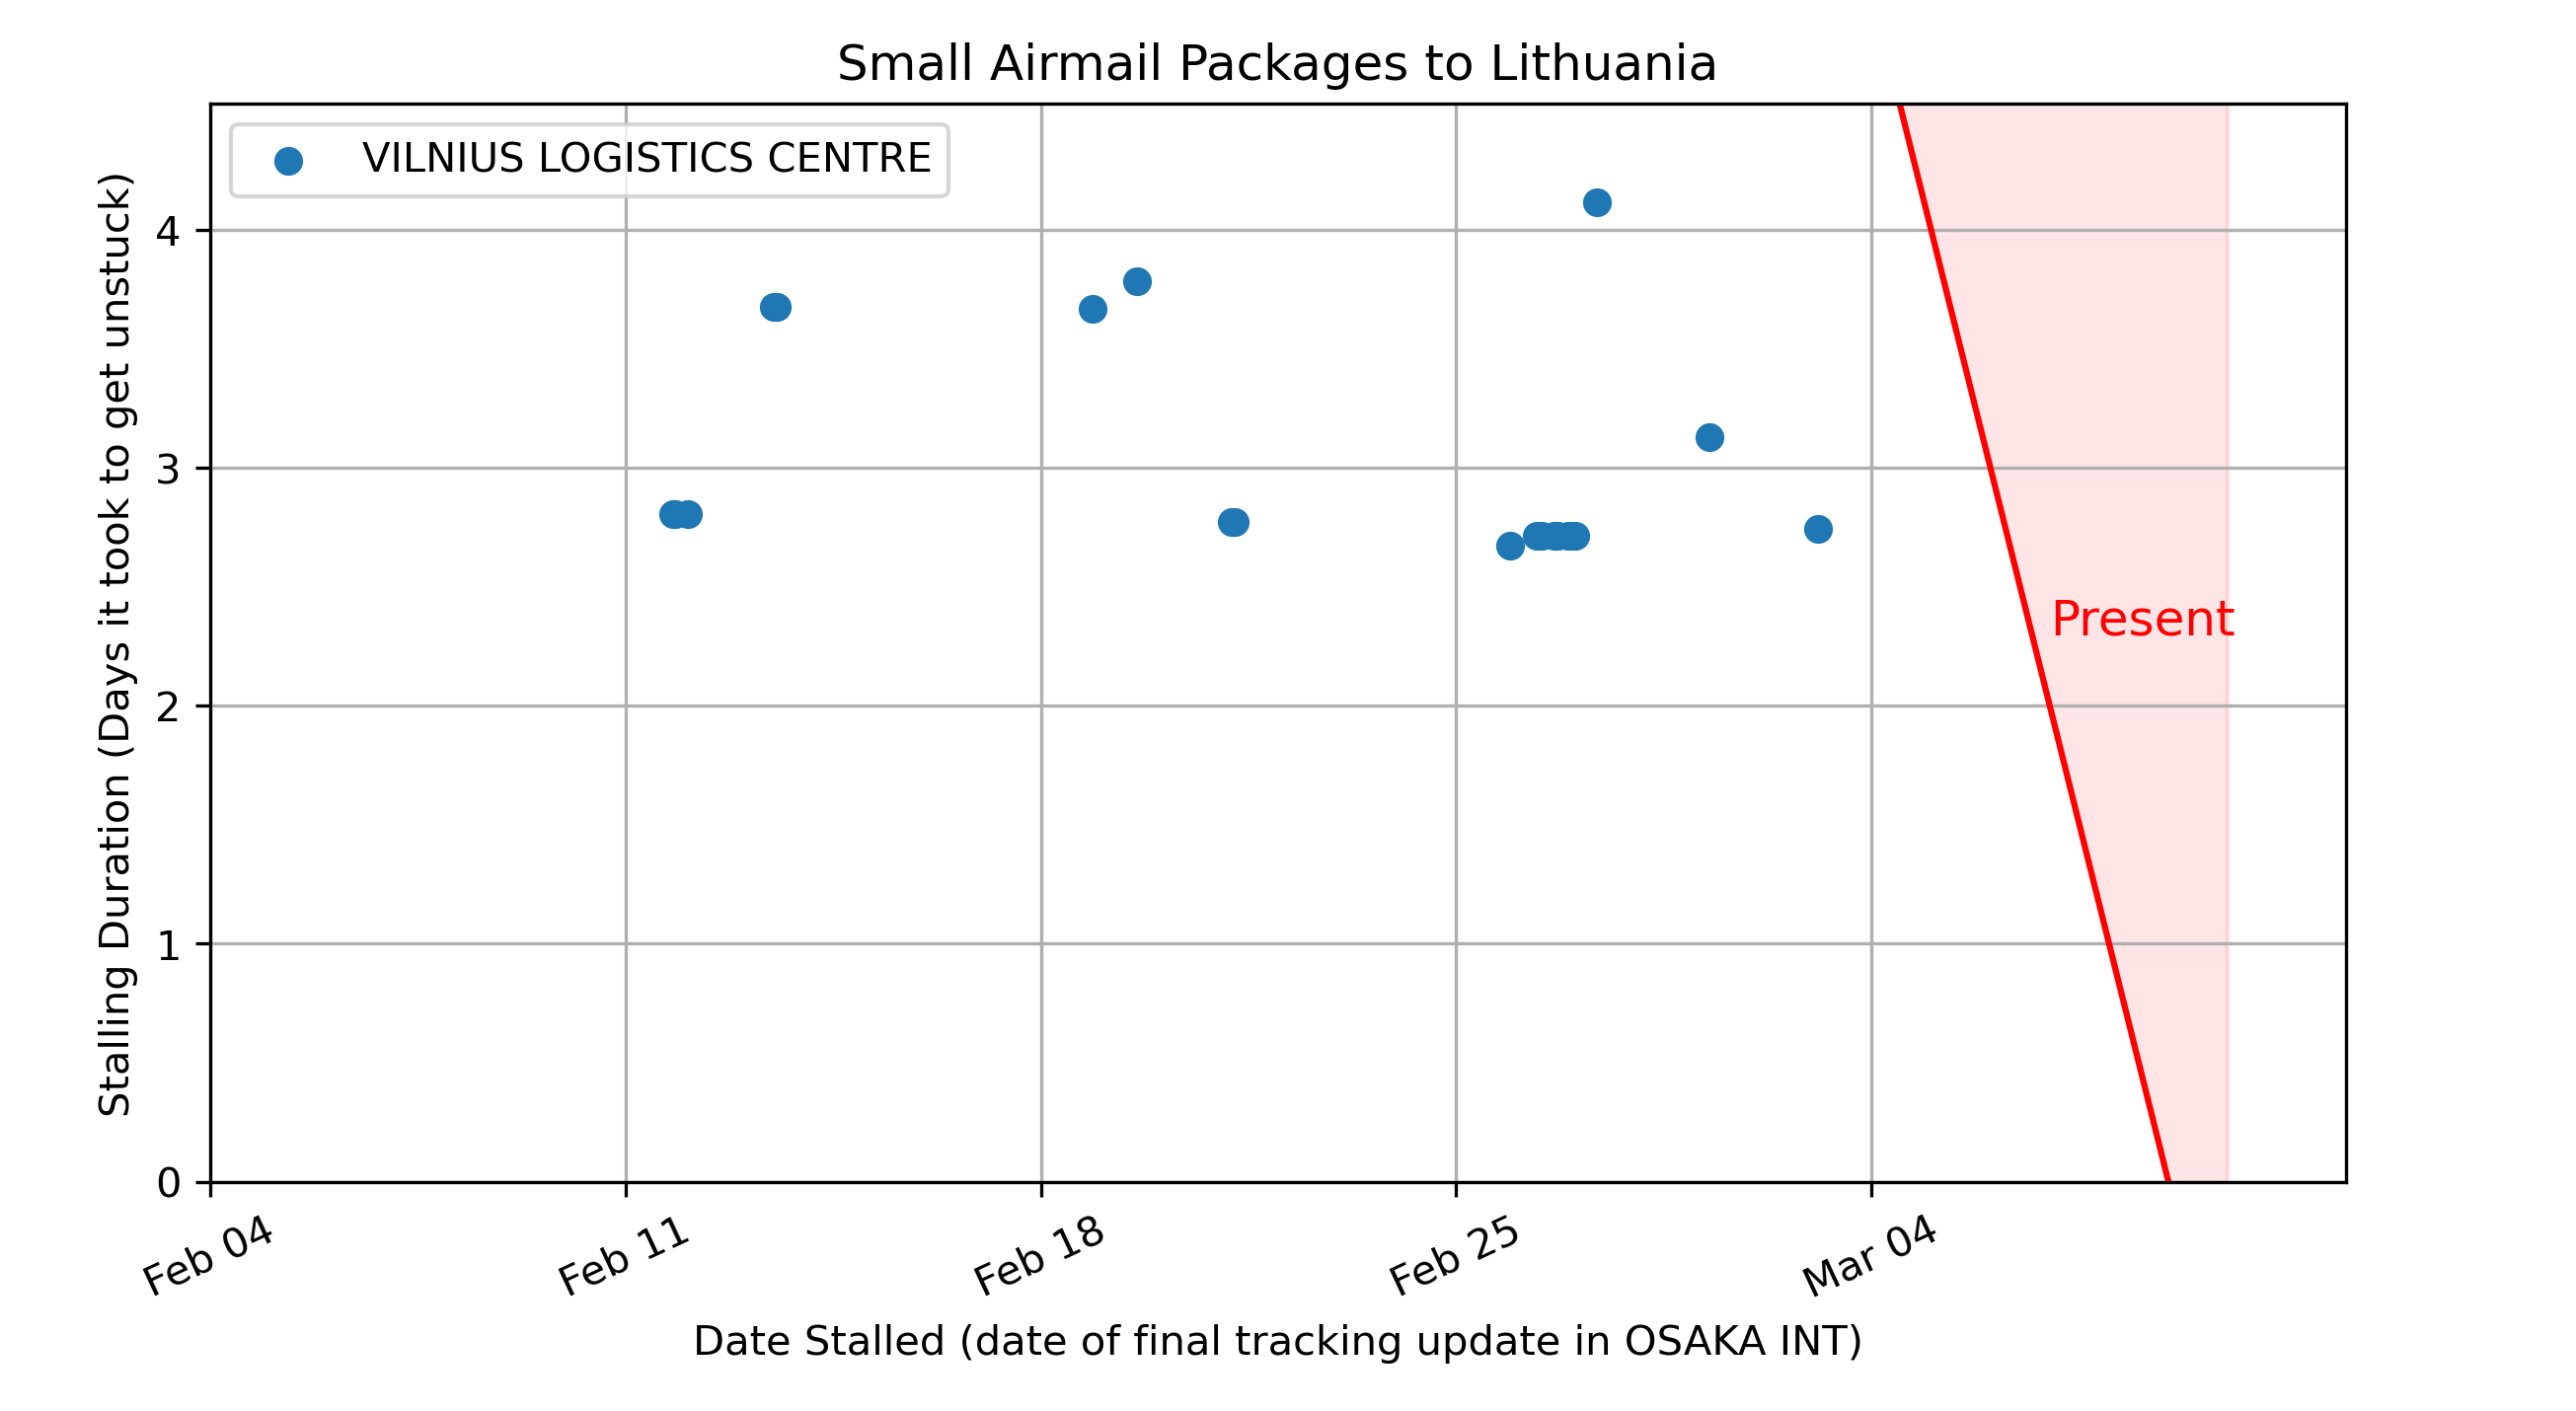 Small Airmail Packages to Lithuania
VILNIUS LOGISTICS CENTRE
Stalling Duration (Days it took to get unstuck)
4
3
2
1
0
Present
Feb 04
Feb 11
Feb 18
Feb 25
Mar 04
Date Stalled (date of final tracking update in OSAKA INT)